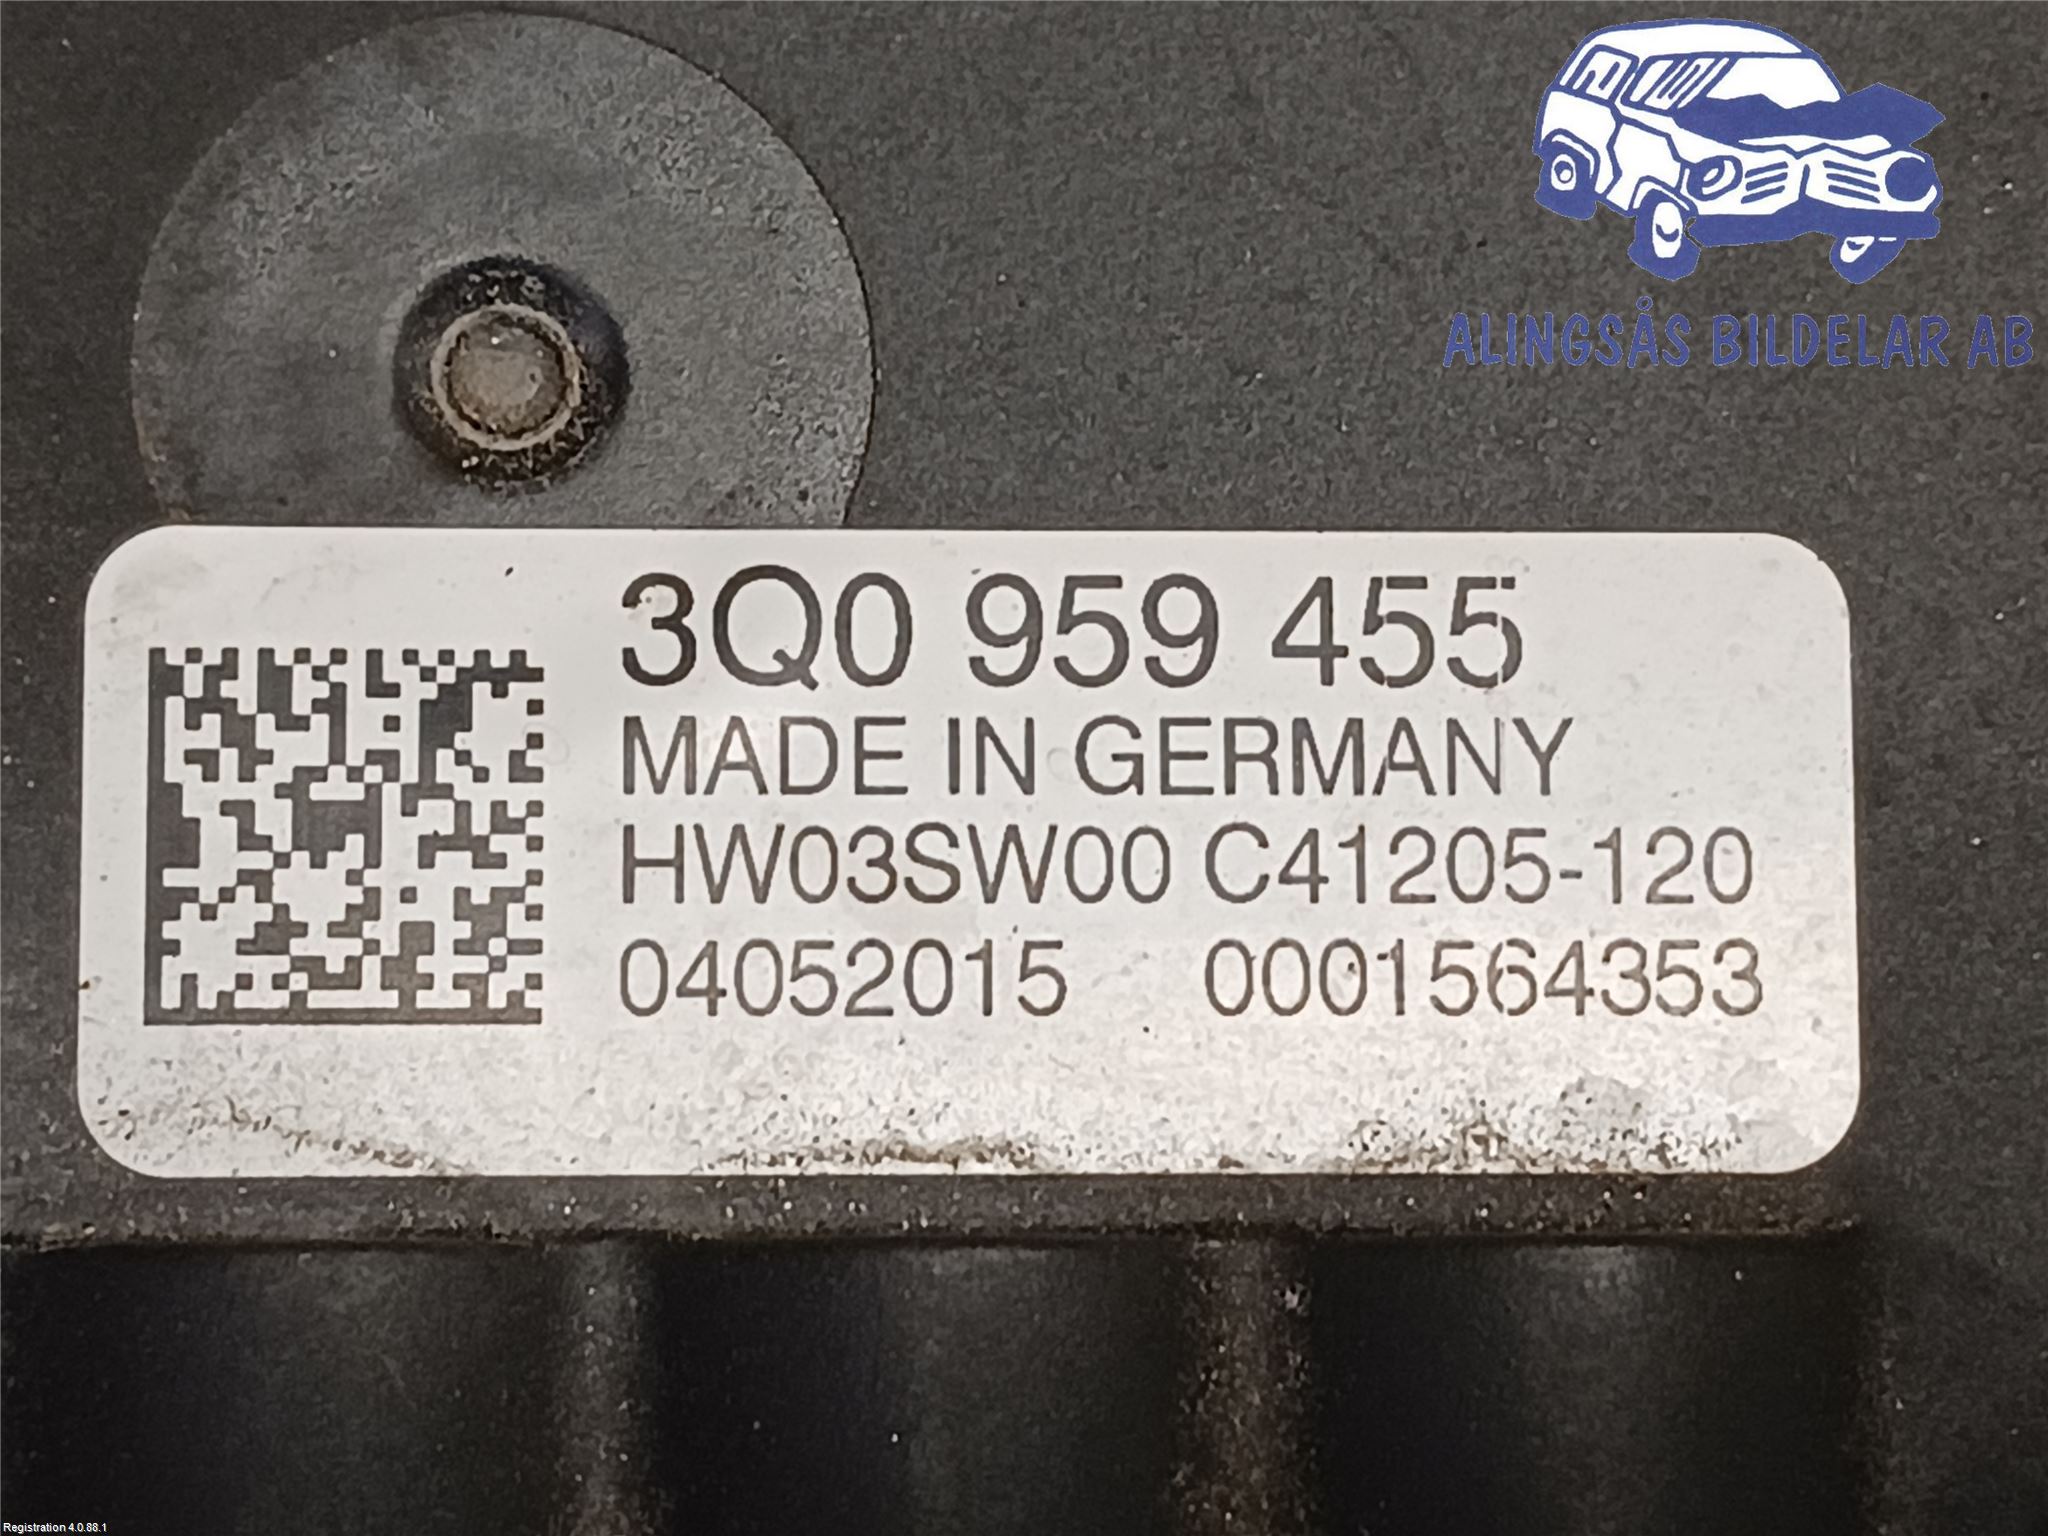 ALINGSÅS BILDELAR AB
3Q0 959 455
MADE IN GERMANY
HW03SW00 C41205-120
04052015 0001564353
Registration 4.0.88.1